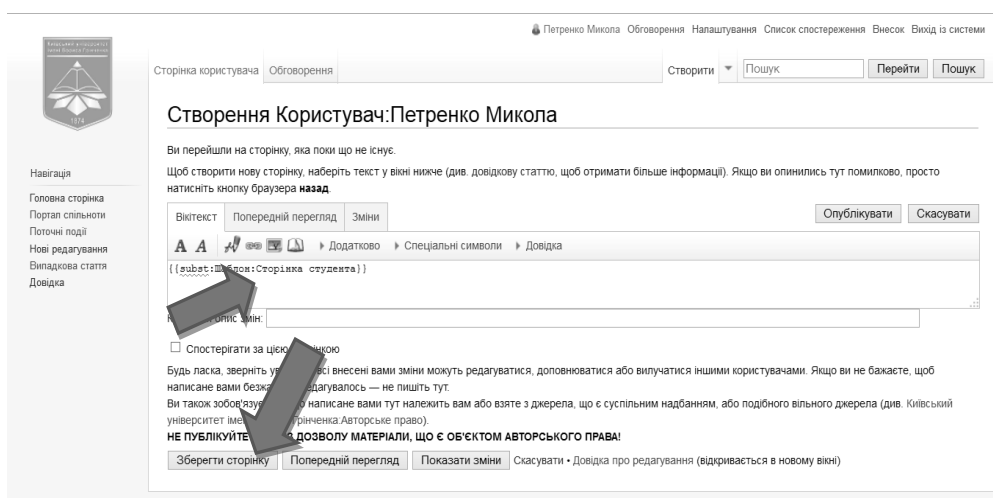 Петренко Микола Обговорення Налаштування Список спостереження Внесок Вихід із системи
Сторінка користувача Обговорення Створити Пошук Перейти Пошук
1874
Створення Користувач:Петренко Микола
Ви перейшли на сторінку, яка поки що не існує.
Щоб створити нову сторінку, наберіть текст у вікні нижче (див. довідкову статтю, щоб отримати більше інформації). Якщо ви опинились тут помилково, просто
натисніть кнопку браузера назад.
Навігація
Головна сторінка
Портал спільноти
Поточні події
Нові редагування
Випадкова стаття
Довідка
Вікітекст Попередній перегляд Зміни Опублікувати Скасувати
A A Додатково Спеціальні символи Довідка
{{subst:Шаблон:Сторінка студента}}
опис змін:
Спостерігати за цією сторінкою
Будь ласка, зверніть всі внесені вами зміни можуть редагуватися, доповнюватися або вилучатися іншими користувачами. Якщо ви не бажаєте, щоб
написане вами редагувалось — не пишіть тут.
Ви також написане вами тут належить вам або взяте з джерела, що є суспільним надбанням, або подібного вільного джерела (див. Київський
університет Грінченка:Авторське право).
НЕ ПУБЛІКУЙТЕ ДОЗВОЛУ МАТЕРІАЛИ, ЩО Є ОБ'ЄКТОМ АВТОРСЬКОГО ПРАВА!
Зберегти сторінку Попередній перегляд Показати зміни Скасувати • Довідка про редагування (відкривається в новому вікні)